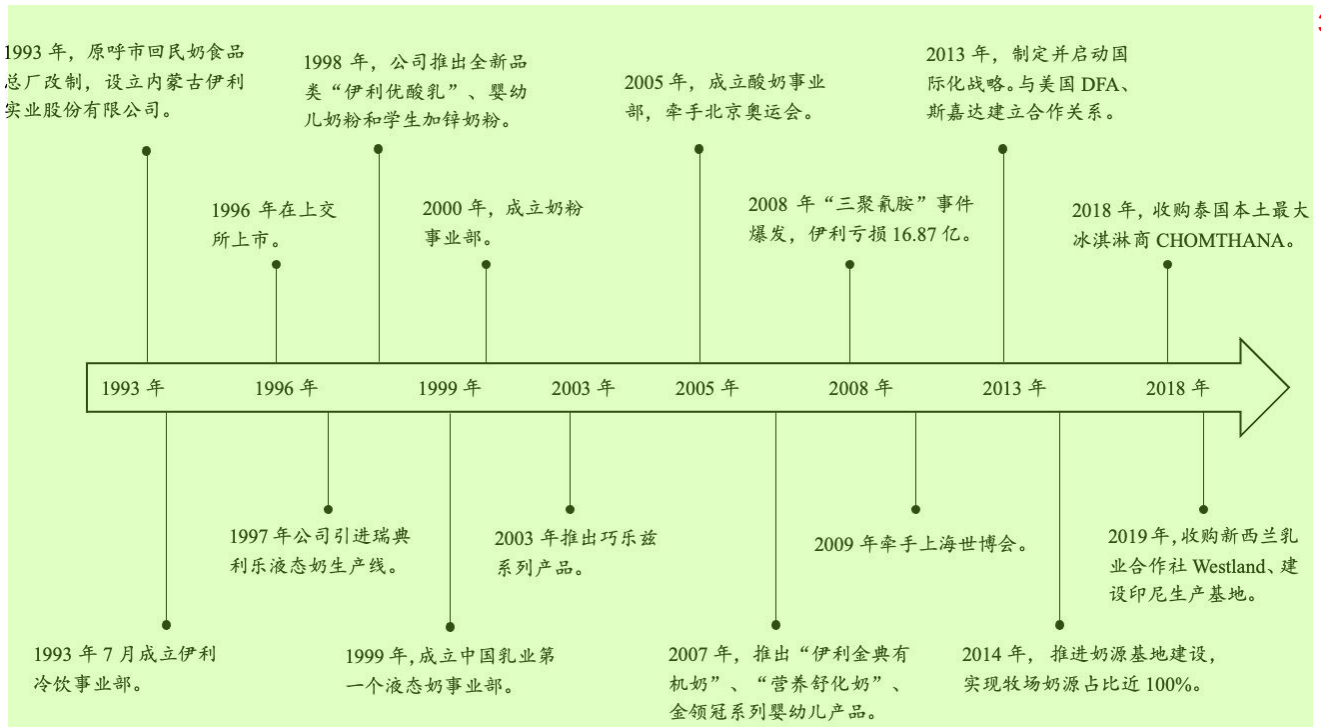 1993 年，原呼市回民奶食品
总厂改制，设立内蒙古伊利
实业股份有限公司。
1998 年，公司推出全新品
类“伊利优酸乳”、婴幼
儿奶粉和学生加锌奶粉。
2005 年，成立酸奶事业
部，牵手北京奥运会。
2013 年，制定并启动国
际化战略。与美国 DFA、
斯嘉达建立合作关系。
1996 年在上交
所上市。
2000 年，成立奶粉
事业部。
2008 年“三聚氰胺”事件
爆发，伊利亏损 16.87 亿。
2018 年，收购泰国本土最大
冰淇淋商 CHOMTHANA。
1993 年
1996 年
1999 年
2003 年
2005 年
2008 年
2013 年
2018 年
1997 年公司引进瑞典
利乐液态奶生产线。
2003 年推出巧乐兹
系列产品。
2009 年牵手上海世博会。
2019 年，收购新西兰乳
业合作社 Westland、建
设印尼生产基地。
1993 年 7 月成立伊利
冷饮事业部。
1999 年，成立中国乳业第
一个液态奶事业部。
2007 年，推出“伊利金典有
机奶”、“营养舒化奶”、
金领冠系列婴幼儿产品。
2014 年， 推进奶源基地建设，
实现牧场奶源占比近 100%。